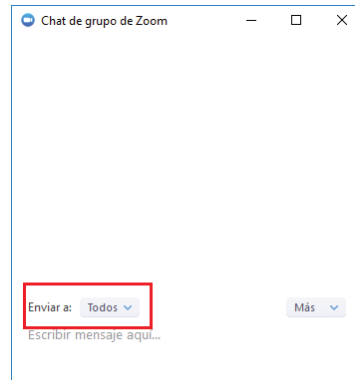 Chat de grupo de Zoom
Enviar a: Todos Más
Escribir mensaje aquí...